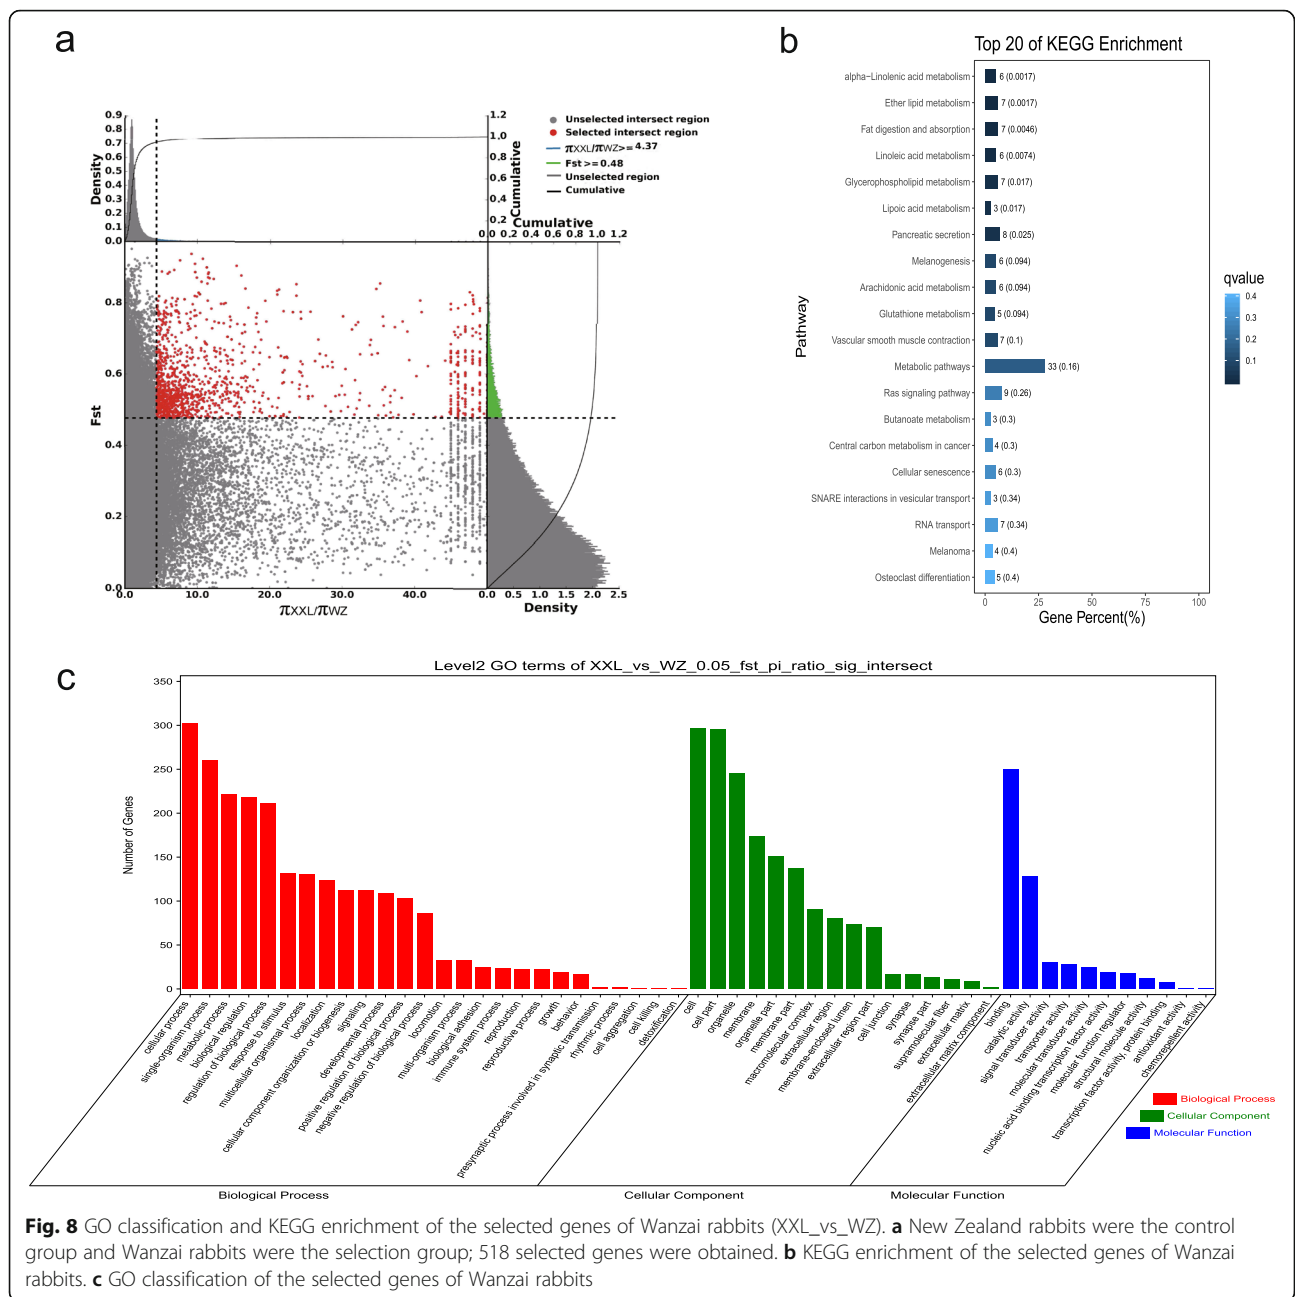 a
0.9
0.8
0.7
0.6
0.5
0.4
0.3
0.2
0.1
0.0
Density
1.2
1.0
0.8
0.6
0.4
0.2
0.0
Cumulative
Unselected intersect region
Selected intersect region
πXXL/πWZ>=4.37
Fst >=0.48
Unselected region
Cumulative
Cumulative
0.0 0.2 0.4 0.6 0.8 1.0 1.2
Fst
0.8
0.6
0.4
0.2
0.0
0.0 10.0 20.0 30.0 40.0
πXXL/πWZ
0.0 0.5 1.0 1.5 2.0 2.5
Density
b
Top 20 of KEGG Enrichment
Pathway
alpha−Linolenic acid metabolism 6 (0.0017)
Ether lipid metabolism 7 (0.0017)
Fat digestion and absorption 7 (0.0046)
Linoleic acid metabolism 6 (0.0074)
Glycerophospholipid metabolism 7 (0.017)
Lipoic acid metabolism 3 (0.017)
Pancreatic secretion 8 (0.025)
Melanogenesis 6 (0.094)
Arachidonic acid metabolism 6 (0.094)
Glutathione metabolism 5 (0.094)
Vascular smooth muscle contraction 7 (0.1)
Metabolic pathways 33 (0.16)
Ras signaling pathway 9 (0.26)
Butanoate metabolism 3 (0.3)
Central carbon metabolism in cancer 4 (0.3)
Cellular senescence 6 (0.3)
SNARE interactions in vesicular transport 3 (0.34)
RNA transport 7 (0.34)
Melanoma 4 (0.4)
Osteoclast differentiation 5 (0.4)
0 25 50 75 100
Gene Percent(%)
qvalue
0.4
0.3
0.2
0.1
c
Level2 GO terms of XXL_vs_WZ_0.05_fst_pi_ratio_sig_intersect
Number of Genes
350
300
250
200
150
100
50
0
cellular process
single-organism process
metabolic process
biological regulation
regulation of biological process
response to stimulus
multicellular organismal process
localization
cellular component organization or biogenesis
signaling
developmental process
positive regulation of biological process
negative regulation of biological process
locomotion
multi-organism process
biological adhesion
immune system process
reproduction
reproductive process
growth
behavior
presynaptic process involved in synaptic transmission
rhythmic process
cell aggregation
cell killing
detoxification
cell
cell part
organelle
membrane
organelle part
membrane part
macromolecular complex
extracellular region
membrane-enclosed lumen
extracellular region part
cell junction
synapse
synapse part
supramolecular fiber
extracellular matrix
extracellular matrix component
binding
catalytic activity
signal transducer activity
transporter activity
molecular transducer activity
nucleic acid binding transcription factor activity
molecular function regulator
structural molecule activity
transcription factor activity, protein binding
antioxidant activity
chemorepellent activity
Biological Process
Cellular Component
Molecular Function
Biological Process
Cellular Component
Molecular Function
Fig. 8 GO classification and KEGG enrichment of the selected genes of Wanzai rabbits (XXL_vs_WZ). a New Zealand rabbits were the control
group and Wanzai rabbits were the selection group; 518 selected genes were obtained. b KEGG enrichment of the selected genes of Wanzai
rabbits. c GO classification of the selected genes of Wanzai rabbits